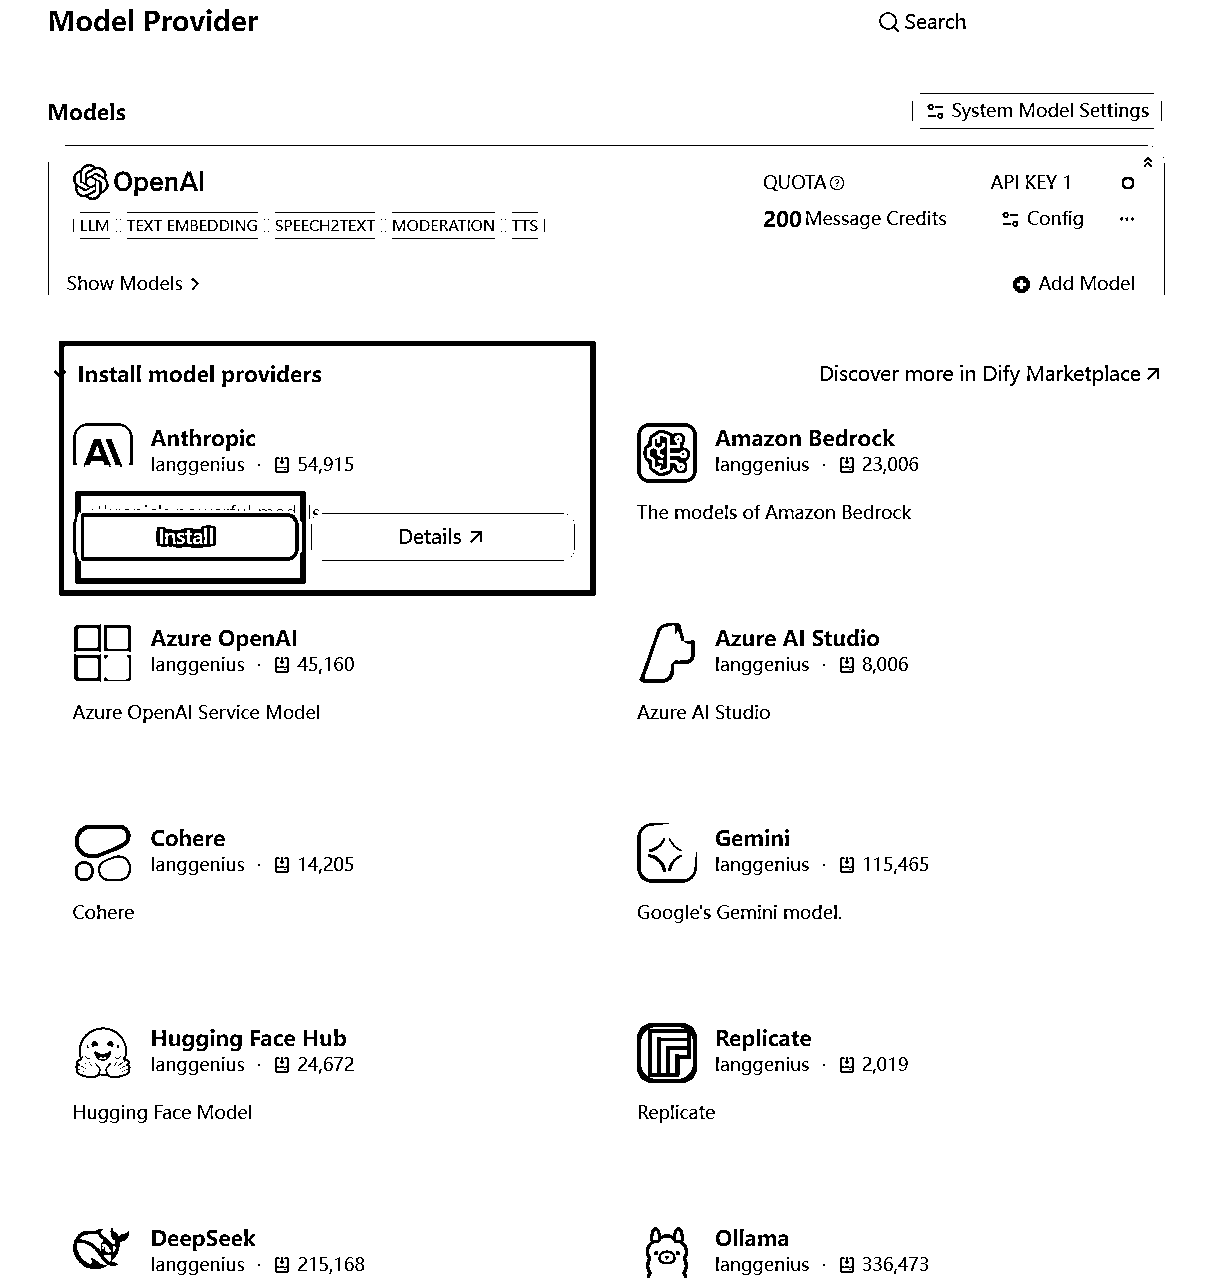 Model Provider
Search
Models
System Model Settings
OpenAI
QUOTA
API KEY 1
LLM TEXT EMBEDDING SPEECH2TEXT MODERATION TTS
200 Message Credits
Config
Show Models
Add Model
Install model providers
Discover more in Dify Marketplace
Anthropic
langgenius · 54,915
Install
Details
Amazon Bedrock
langgenius · 23,006
The models of Amazon Bedrock
Azure OpenAI
langgenius · 45,160
Azure OpenAI Service Model
Azure AI Studio
langgenius · 8,006
Azure AI Studio
Cohere
langgenius · 14,205
Cohere
Gemini
langgenius · 115,465
Google's Gemini model.
Hugging Face Hub
langgenius · 24,672
Hugging Face Model
Replicate
langgenius · 2,019
Replicate
DeepSeek
langgenius · 215,168
Ollama
langgenius · 336,473